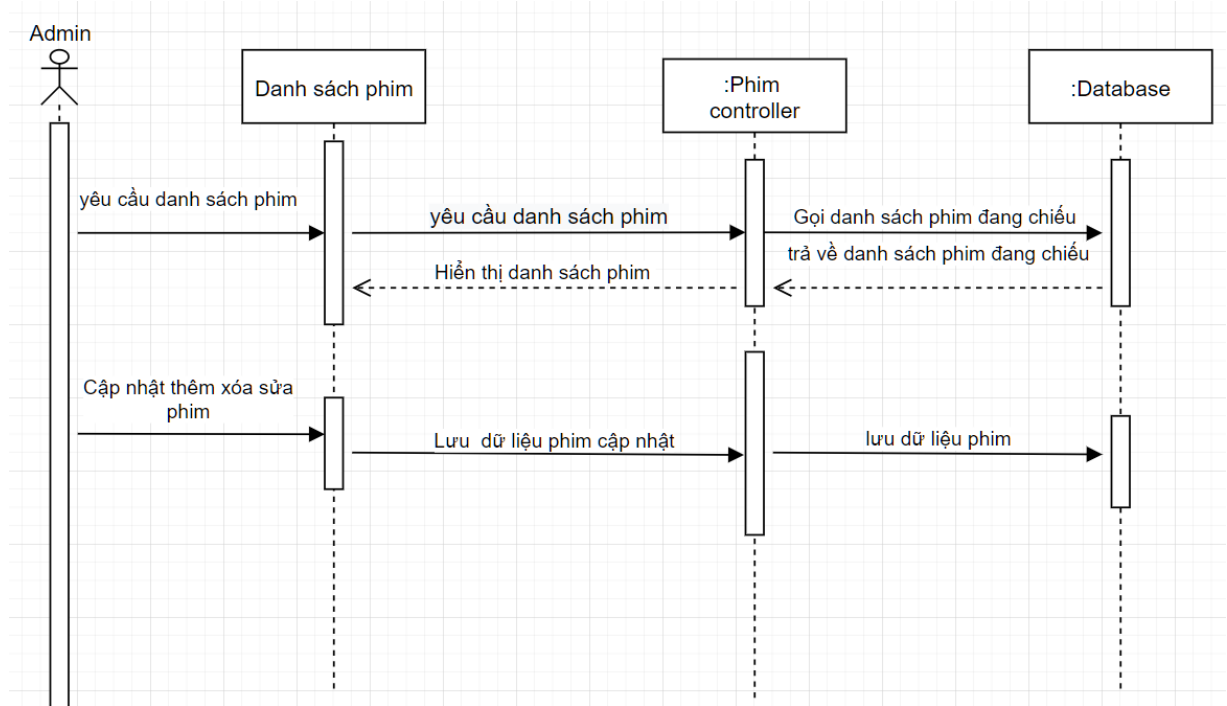 Admin
Danh sách phim
:Phim
controller
:Database
yêu cầu danh sách phim
yêu cầu danh sách phim
Gọi danh sách phim đang chiếu
trả về danh sách phim đang chiếu
Hiển thị danh sách phim
Cập nhật thêm xóa sửa
phim
Lưu dữ liệu phim cập nhật
lưu dữ liệu phim